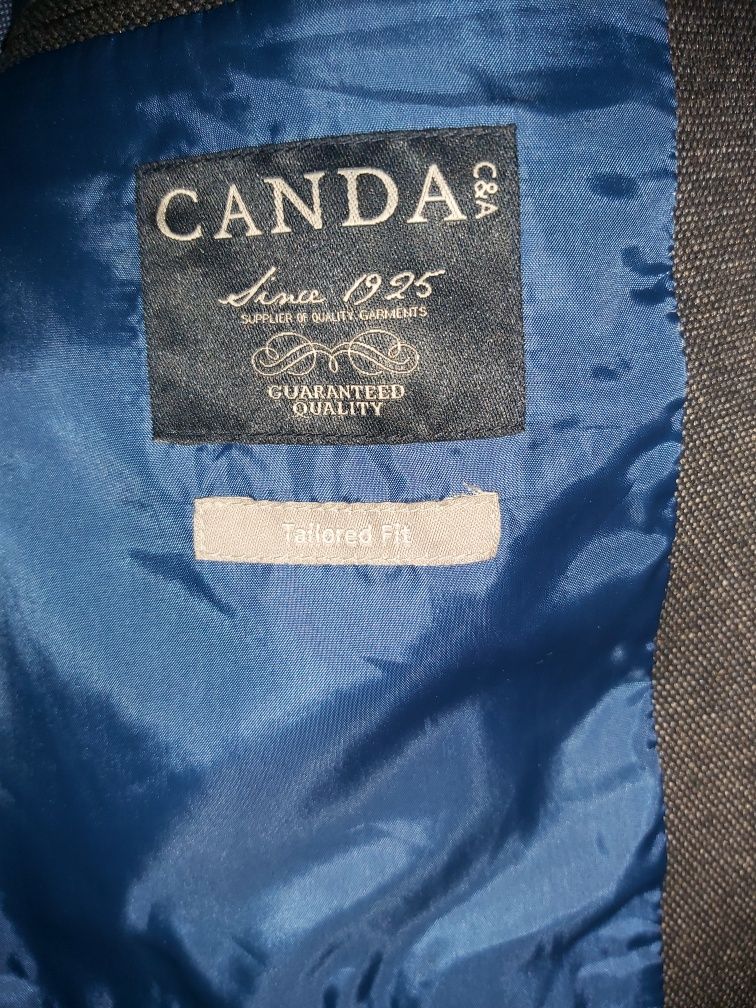 CANDA
C&A
Since 1925
SUPPLIER OF QUALITY GARMENTS
GUARANTEED
QUALITY
Tailored Fit